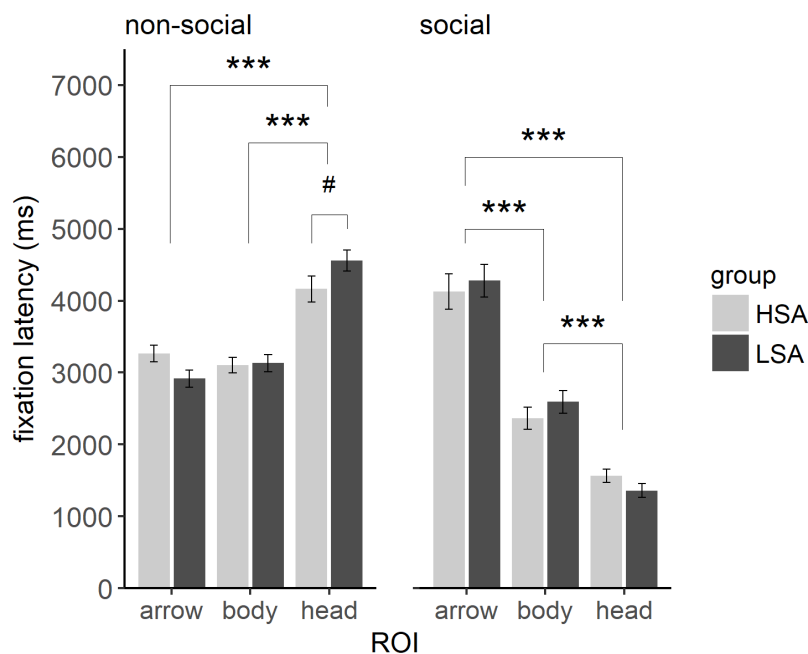 non-social
social
***
***
#
***
***
***
fixation latency (ms)
7000
6000
5000
4000
3000
2000
1000
0
arrow body head
arrow body head
ROI
group
HSA
LSA